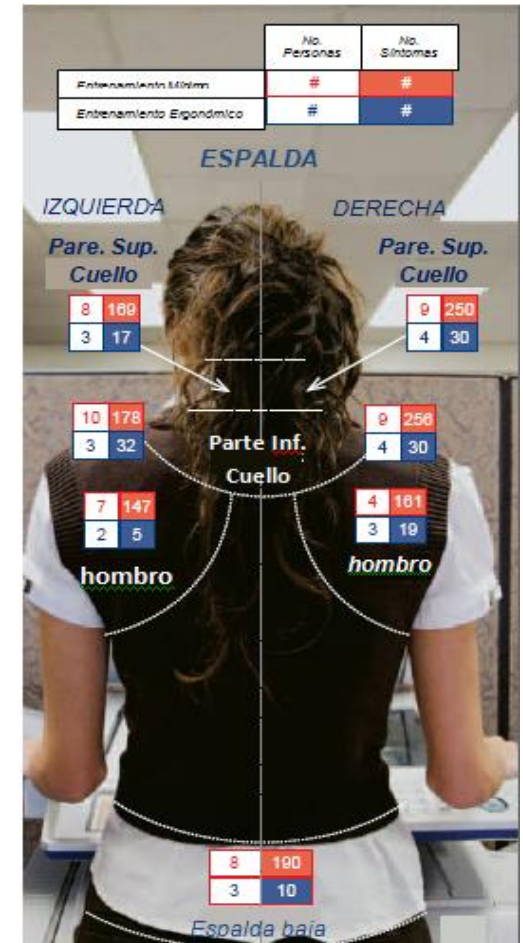 No. Personas No. Síntomas
Entrenamiento Mínimo # #
Entrenamiento Ergonómico # #
ESPALDA
IZQUIERDA DERECHA
Pare. Sup. Pare. Sup.
Cuello Cuello
8 169 9 250
3 17 4 30
10 178 9 256
3 32 4 30
Parte Inf.
Cuello
7 147 4 161
2 5 3 19
hombro hombro
8 190
3 10
Espalda baja